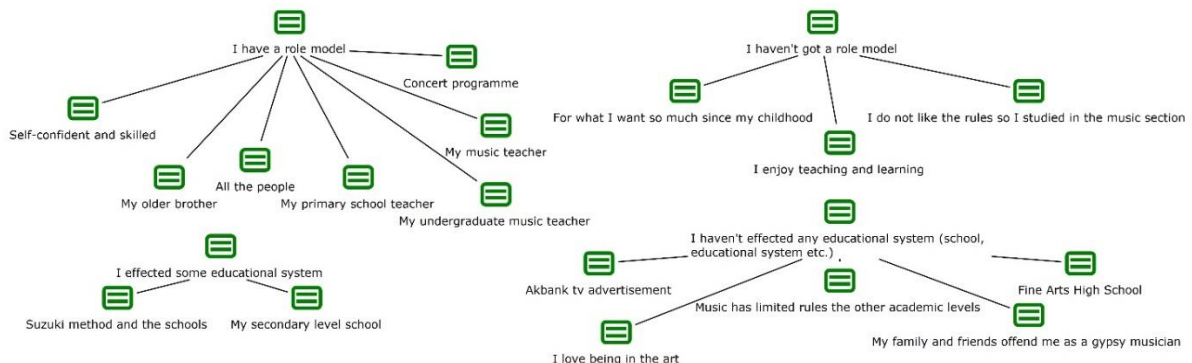 I have a role model
Concert programme
Self-confident and skilled
My music teacher
All the people
My older brother
My primary school teacher
My undergraduate music teacher
I haven't got a role model
For what I want so much since my childhood
I do not like the rules so I studied in the music section
I enjoy teaching and learning
I effected some educational system
Suzuki method and the schools
My secondary level school
I haven't effected any educational system (school,
educational system etc.)
Akbank tv advertisement
Fine Arts High School
Music has limited rules the other academic levels
My family and friends offend me as a gypsy musician
I love being in the art